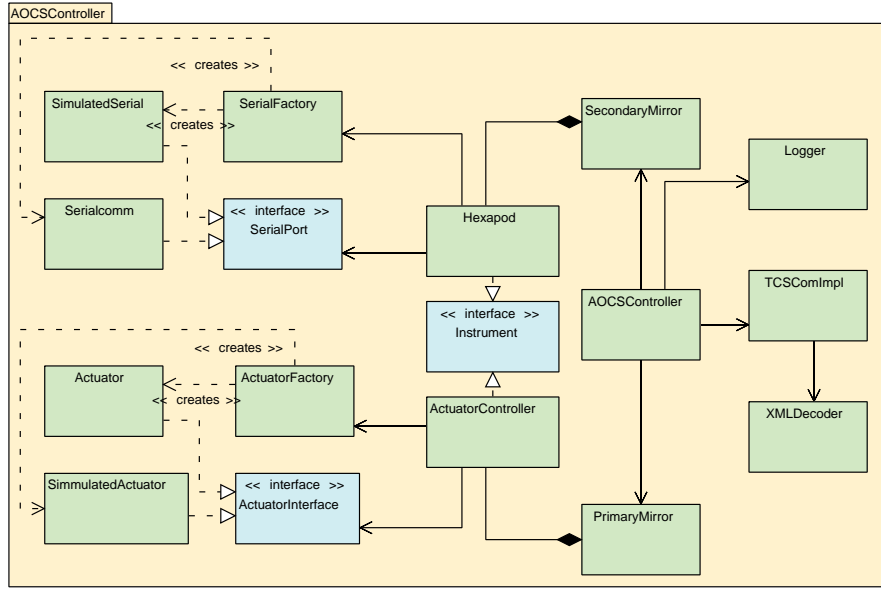 AOCSController
<< creates >>
SimulatedSerial
SerialFactory
<< creates >>
SecondaryMirror
Logger
Serialcomm
<< interface >>
SerialPort
Hexapod
AOCSController
TCSComImpl
<< interface >>
Instrument
<< creates >>
Actuator
ActuatorFactory
<< creates >>
ActuatorController
XMLDecoder
SimmulatedActuator
<< interface >>
ActuatorInterface
PrimaryMirror